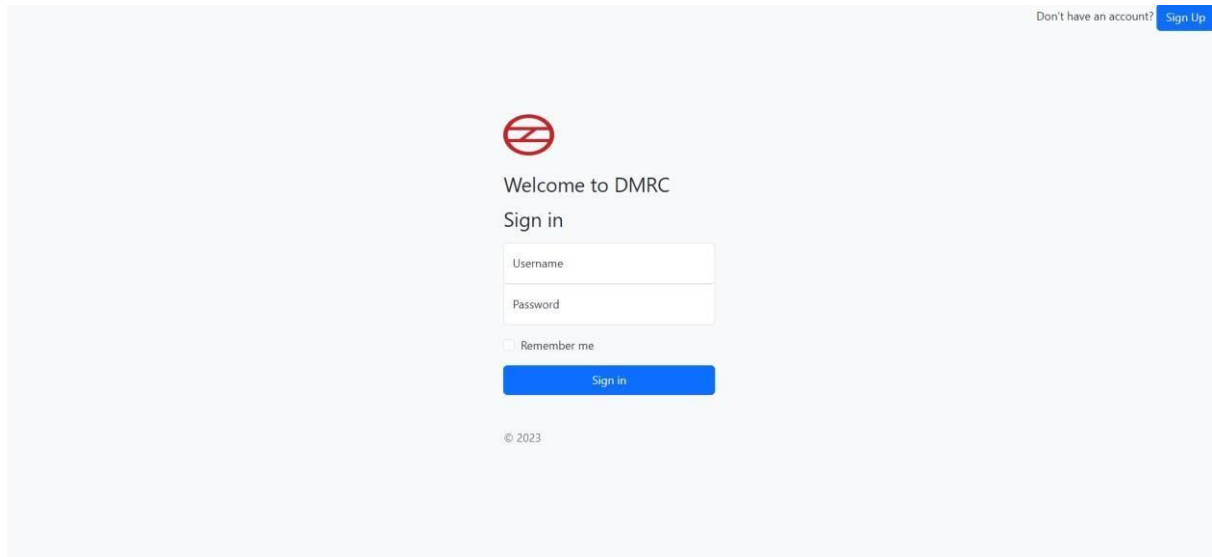 Don't have an account? Sign Up
Welcome to DMRC
Sign in
Username
Password
Remember me
Sign in
© 2023